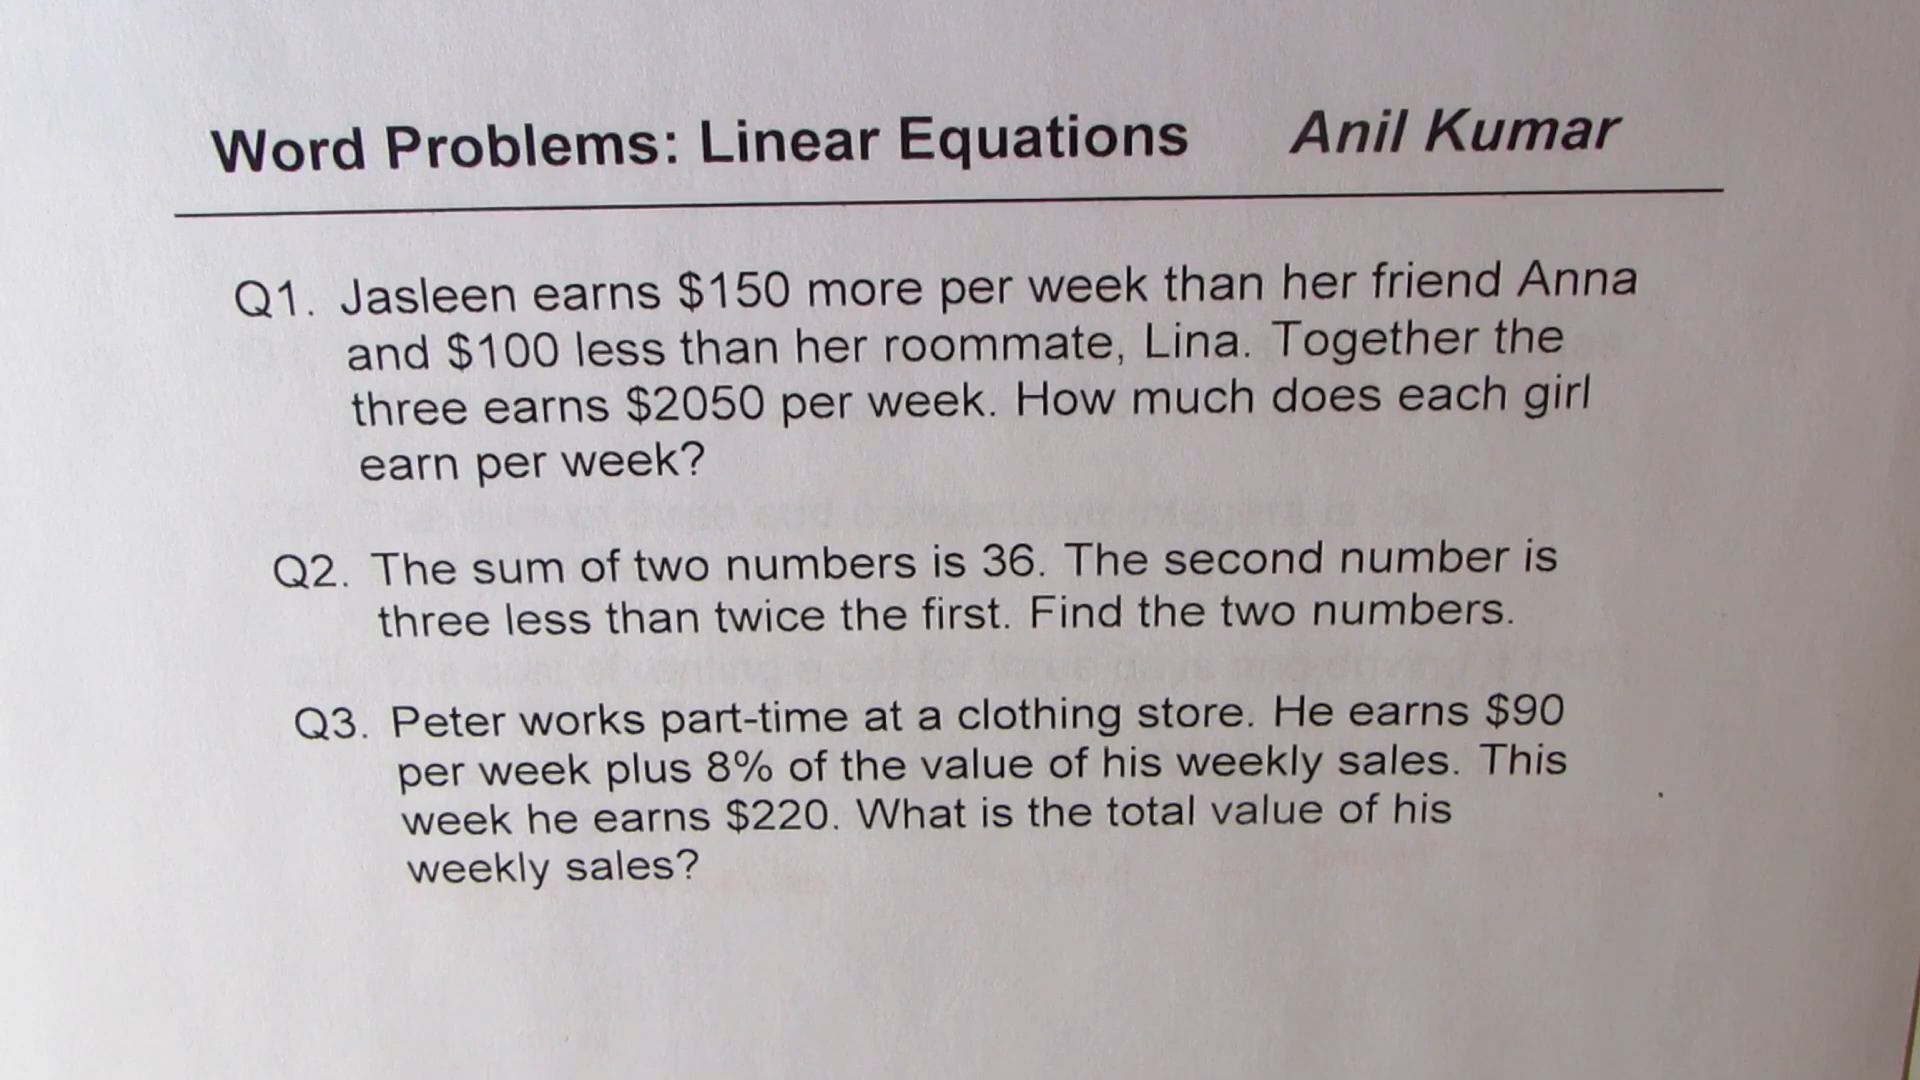 Word Problems: Linear Equations Anil Kumar
Q1. Jasleen earns $150 more per week than her friend Anna
and $100 less than her roommate, Lina. Together the
three earns $2050 per week. How much does each girl
earn per week?
Q2. The sum of two numbers is 36. The second number is
three less than twice the first. Find the two numbers.
Q3. Peter works part-time at a clothing store. He earns $90
per week plus 8% of the value of his weekly sales. This
week he earns $220. What is the total value of his
weekly sales?